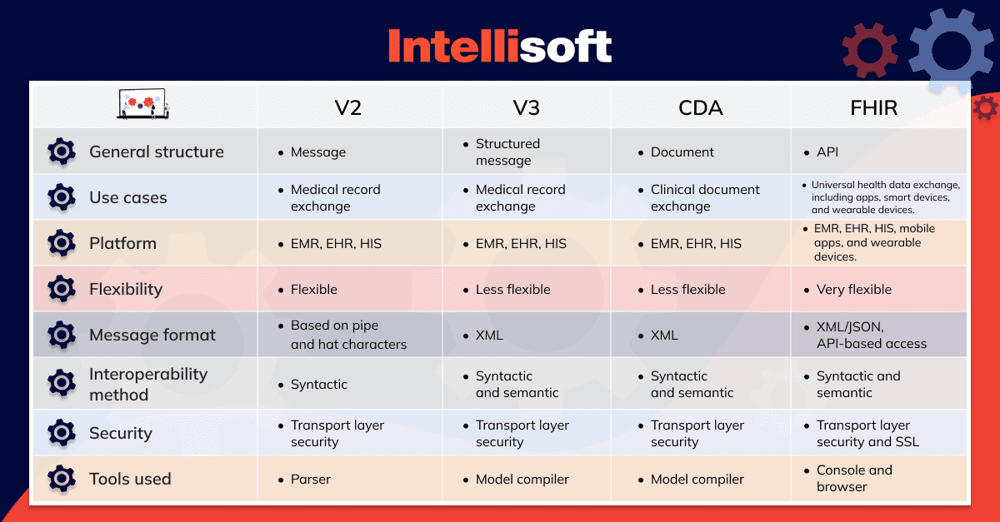 Intellisoft
V2 V3 CDA FHIR
General structure
• Message
• Structured
message
• Document
• API
Use cases
• Medical record
exchange
• Medical record
exchange
• Clinical document
exchange
• Universal health data exchange,
including apps, smart devices,
and wearable devices.
Platform
• EMR, EHR, HIS
• EMR, EHR, HIS
• EMR, EHR, HIS
• EMR, EHR, HIS, mobile
apps, and wearable
devices.
Flexibility
• Flexible
• Less flexible
• Less flexible
• Very flexible
Message format
• Based on pipe
and hat characters
• XML
• XML
• XML/JSON,
API-based access
Interoperability
method
• Syntactic
• Syntactic
and semantic
• Syntactic
and semantic
• Syntactic and
semantic
Security
• Transport layer
security
• Transport layer
security
• Transport layer
security
• Transport layer
security and SSL
Tools used
• Parser
• Model compiler
• Model compiler
• Console and
browser